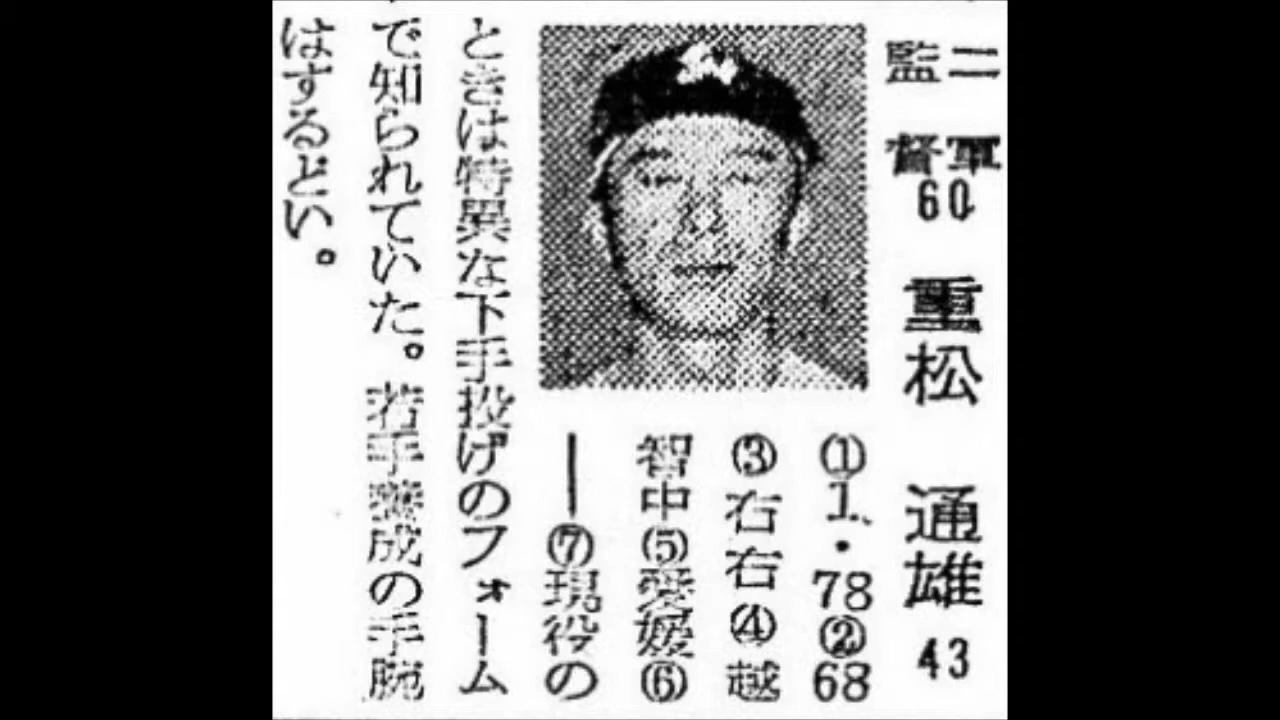 二軍
監督
60
重松 通雄 43
①1・78②68
③右右④越
智中⑤愛媛⑥
―⑦現役の
ときは特異な下手投げのフォーム
で知られていた。若手養成の手腕
はするどい。